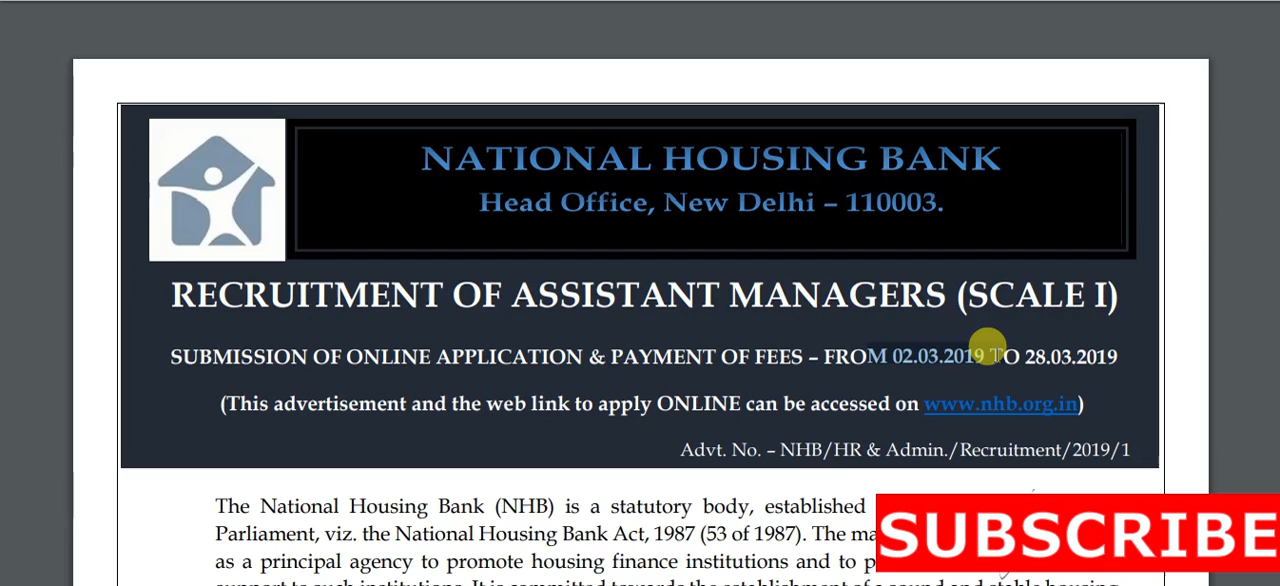 NATIONAL HOUSING BANK
Head Office, New Delhi – 110003.
RECRUITMENT OF ASSISTANT MANAGERS (SCALE I)
SUBMISSION OF ONLINE APPLICATION & PAYMENT OF FEES – FROM 02.03.2019 TO 28.03.2019
(This advertisement and the web link to apply ONLINE can be accessed on www.nhb.org.in)
Advt. No. – NHB/HR & Admin./Recruitment/2019/1
The National Housing Bank (NHB) is a statutory body, established
Parliament, viz. the National Housing Bank Act, 1987 (53 of 1987). The
as a principal agency to promote housing finance institutions and to
SUBSCRIBE